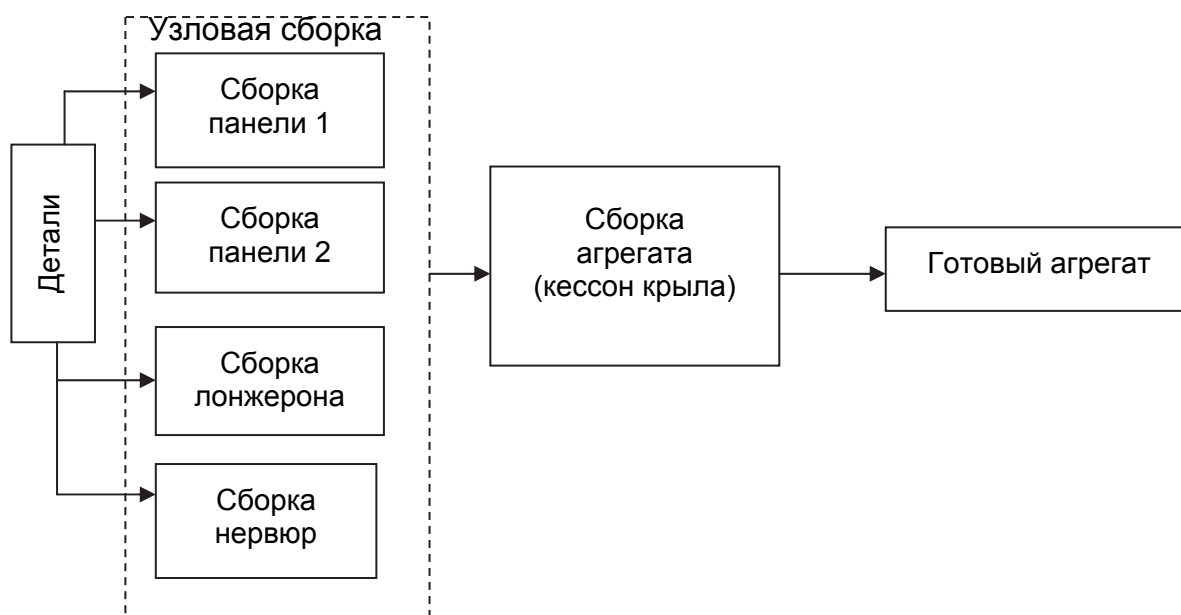 Узловая сборка
Сборка
панели 1
Детали
Сборка
панели 2
Сборка
лонжерона
Сборка
нервюр
Сборка
агрегата
(кессон крыла)
Готовый агрегат